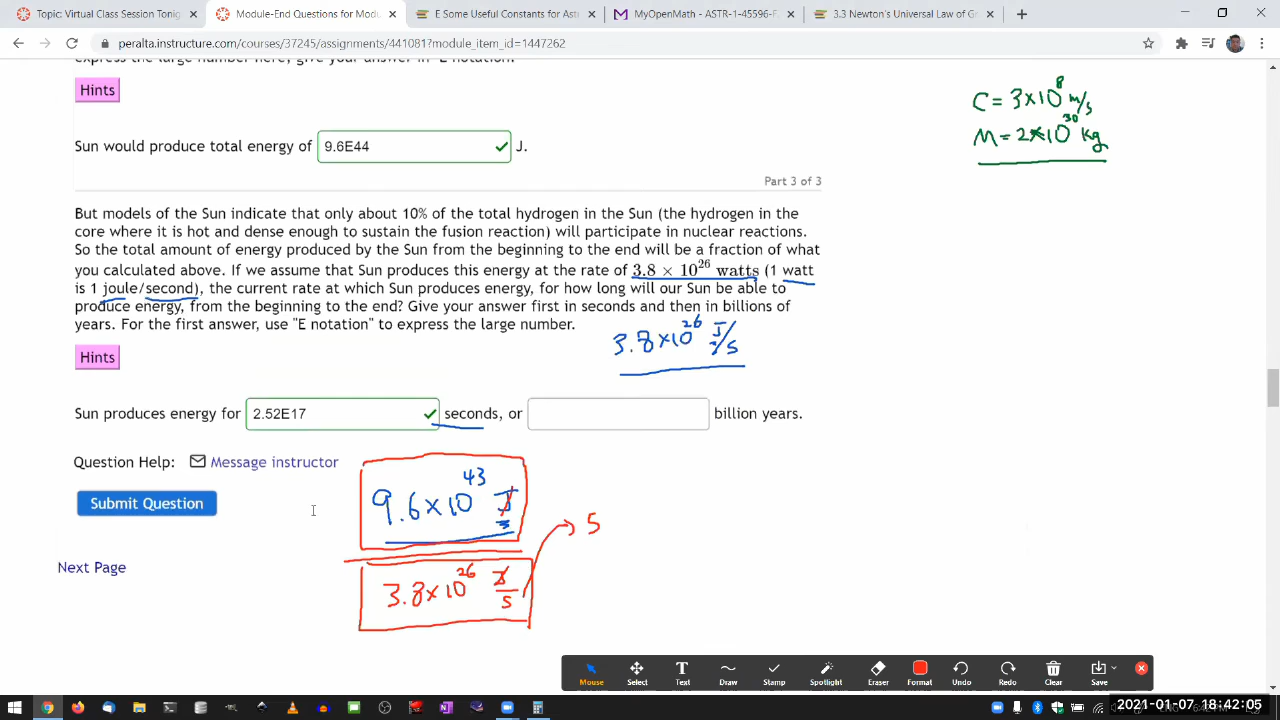 Topic: Virtual Class Session Tonig
Module-End Questions for Modul
E Some Useful Constants for Astr
MyOpenMath - ASTR-1-45596-F
3.3 Newton's Universal Law of Gr
peralta.instructure.com/courses/37245/assignments/4410817?module_item_id=1447262
express the large number here, give your answer in "E notation."
Hints
C = 3×10^8 m/s
M = 2×10^30 kg
Sun would produce total energy of 9.6E44 J.
Part 3 of 3
But models of the Sun indicate that only about 10% of the total hydrogen in the Sun (the hydrogen in the
core where it is hot and dense enough to sustain the fusion reaction) will participate in nuclear reactions.
So the total amount of energy produced by the Sun from the beginning to the end will be a fraction of what
you calculated above. If we assume that Sun produces this energy at the rate of 3.8 × 10^26 watts (1 watt
is 1 joule/second), the current rate at which Sun produces energy, for how long will our Sun be able to
produce energy, from the beginning to the end? Give your answer first in seconds and then in billions of
years. For the first answer, use "E notation" to express the large number.
3.8×10^26 J/s
Hints
Sun produces energy for 2.52E17 seconds, or billion years.
Question Help: Message instructor
9.6×10^43 J
Submit Question
s
Next Page
3.8×10^26 J/s
Mouse Select Text Draw Stamp Spotlight Eraser Format Undo Redo Clear Save
2021-01-07 18:42:05